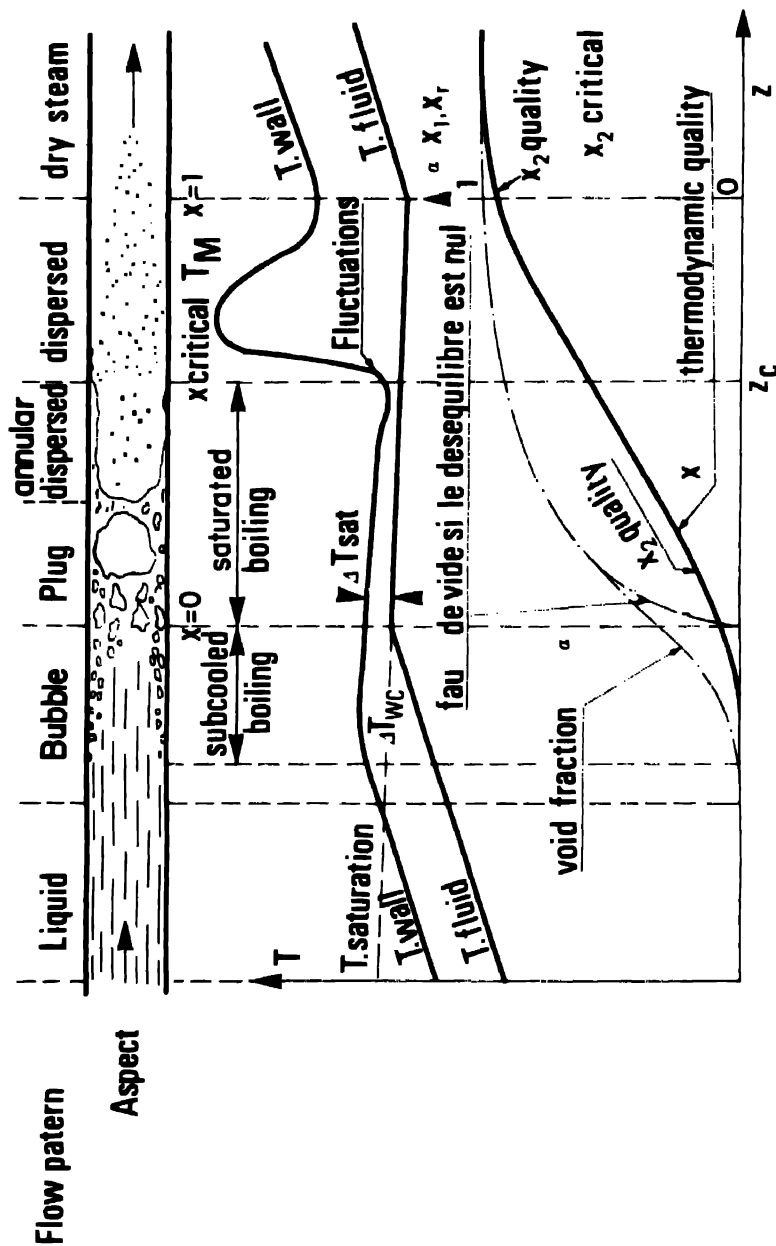 Flow patern
Liquid
Bubble
Plug
annular
dispersed
dispersed
dry steam
Aspect
x=0
x critical
T M
x=1
T
subcooled
boiling
saturated
boiling
T.saturation
T.wall
T.fluid
ΔTWC
ΔTsat
Fluctuations
T.wall
T.fluid
α x1,xr
1
tau de vide si le desequilibre est nul
α
void fraction
x2 quality
x
thermodynamic quality
x2 quality
x2 critical
0
zC
z